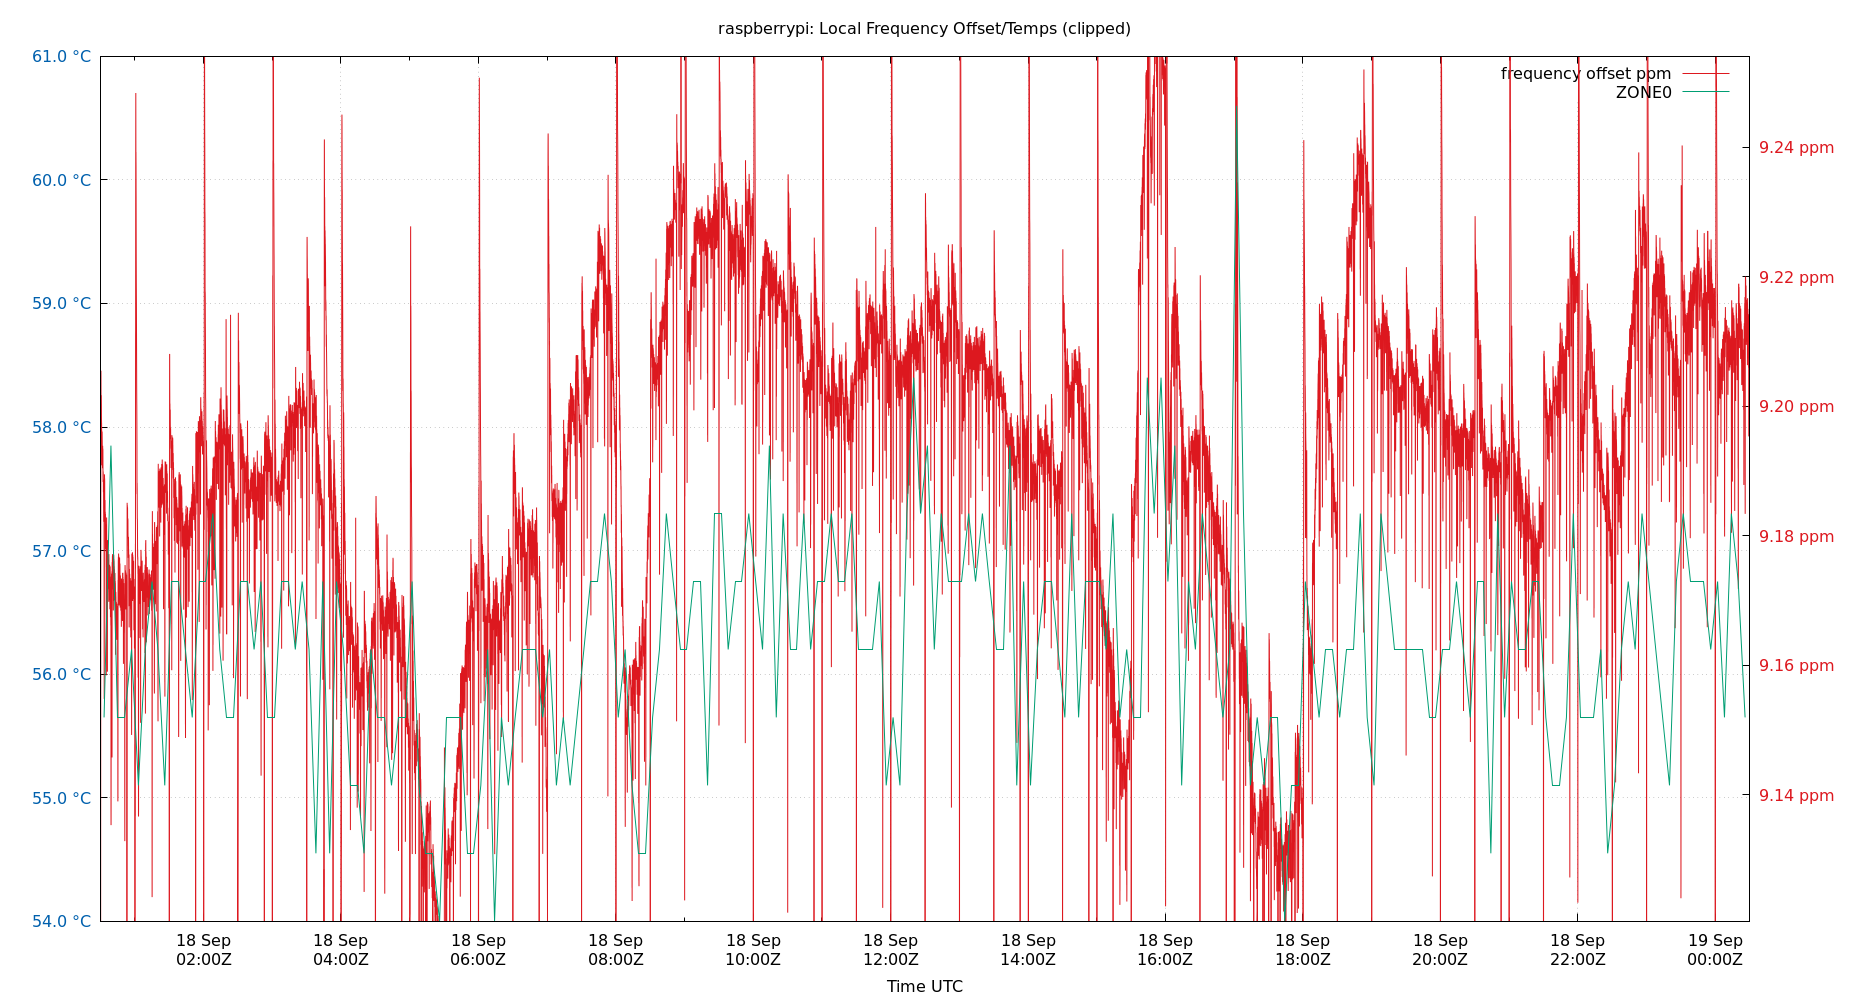 raspberrypi: Local Frequency Offset/Temps (clipped)
61.0 °C
60.0 °C
59.0 °C
58.0 °C
57.0 °C
56.0 °C
55.0 °C
54.0 °C
frequency offset ppm
ZONE0
9.24 ppm
9.22 ppm
9.20 ppm
9.18 ppm
9.16 ppm
9.14 ppm
18 Sep 18 Sep 18 Sep 18 Sep 18 Sep 18 Sep 18 Sep 18 Sep 18 Sep 18 Sep 18 Sep 19 Sep
02:00Z 04:00Z 06:00Z 08:00Z 10:00Z 12:00Z 14:00Z 16:00Z 18:00Z 20:00Z 22:00Z 00:00Z
Time UTC